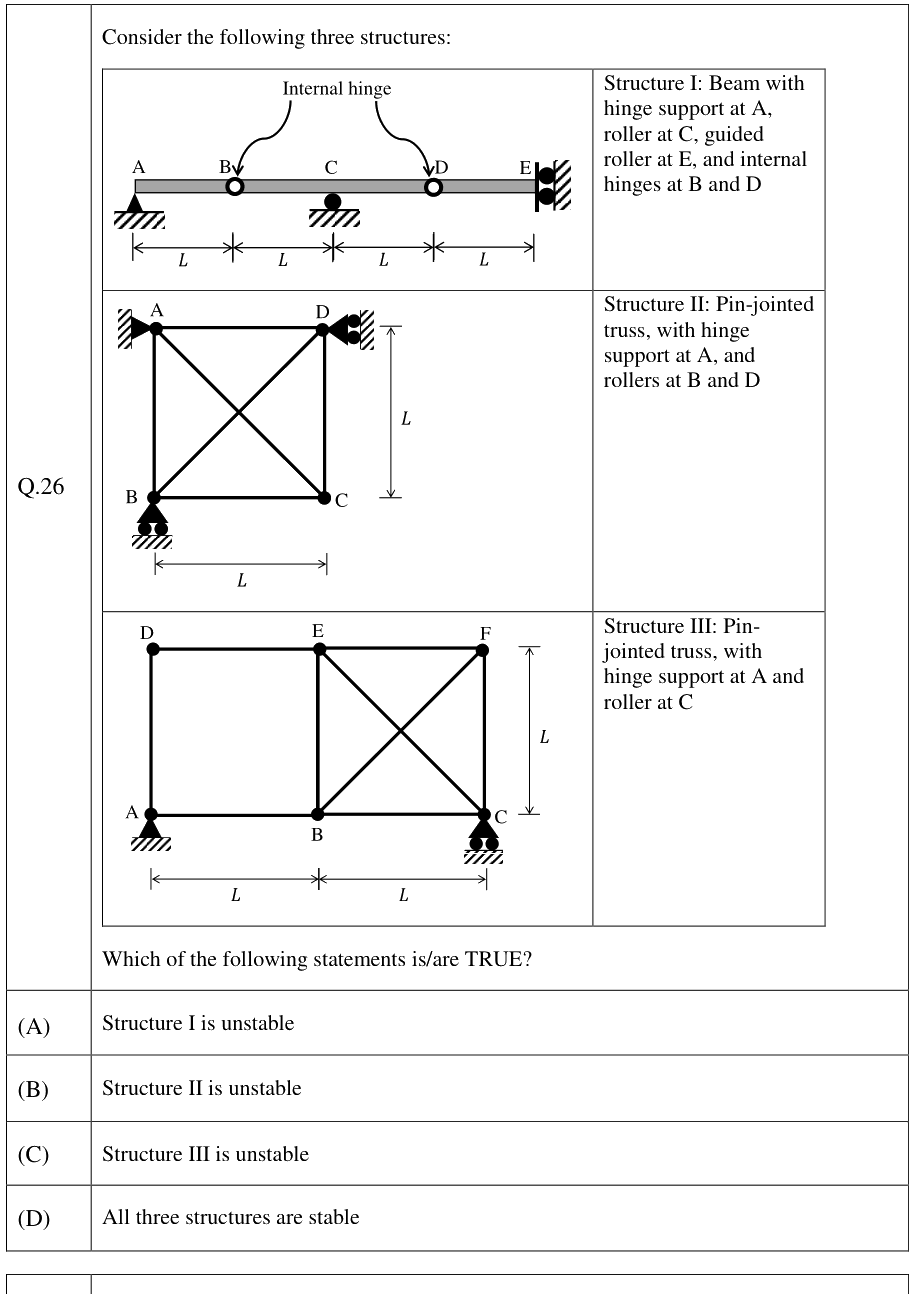 Consider the following three structures:
Internal hinge
A B C D E
L L L L
Structure I: Beam with
hinge support at A,
roller at C, guided
roller at E, and internal
hinges at B and D
A D
L
B C
L
Structure II: Pin-jointed
truss, with hinge
support at A, and
rollers at B and D
Q.26
D E F
L
A B C
L L
Structure III: Pin-
jointed truss, with
hinge support at A and
roller at C
Which of the following statements is/are TRUE?
(A) Structure I is unstable
(B) Structure II is unstable
(C) Structure III is unstable
(D) All three structures are stable